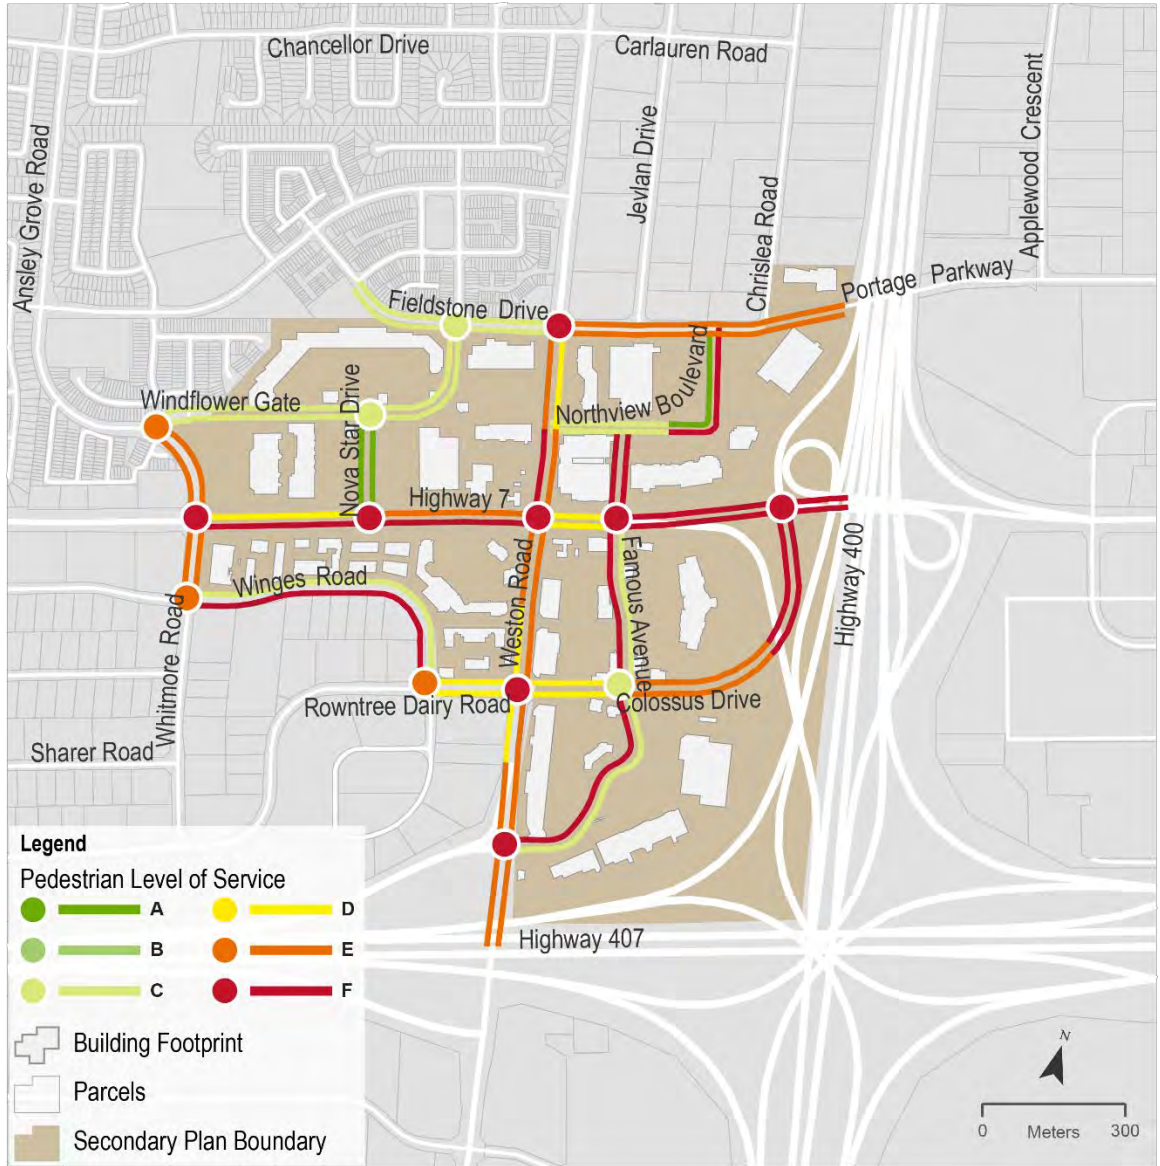 Chancellor Drive
Carlauren Road
Ansley Grove Road
Jevlan Drive
Chrislea Road
Applewood Crescent
Portage Parkway
Fieldstone Drive
Windflower Gate
Nova Star Drive
Northview Boulevard
Highway 7
Weston Road
Famous Avenue
Highway 400
Winges Road
Whitmore Road
Rowntree Dairy Road
Colossus Drive
Sharer Road
Highway 407
Legend
Pedestrian Level of Service
A
D
B
E
C
F
Building Footprint
Parcels
Secondary Plan Boundary
N
0 Meters 300